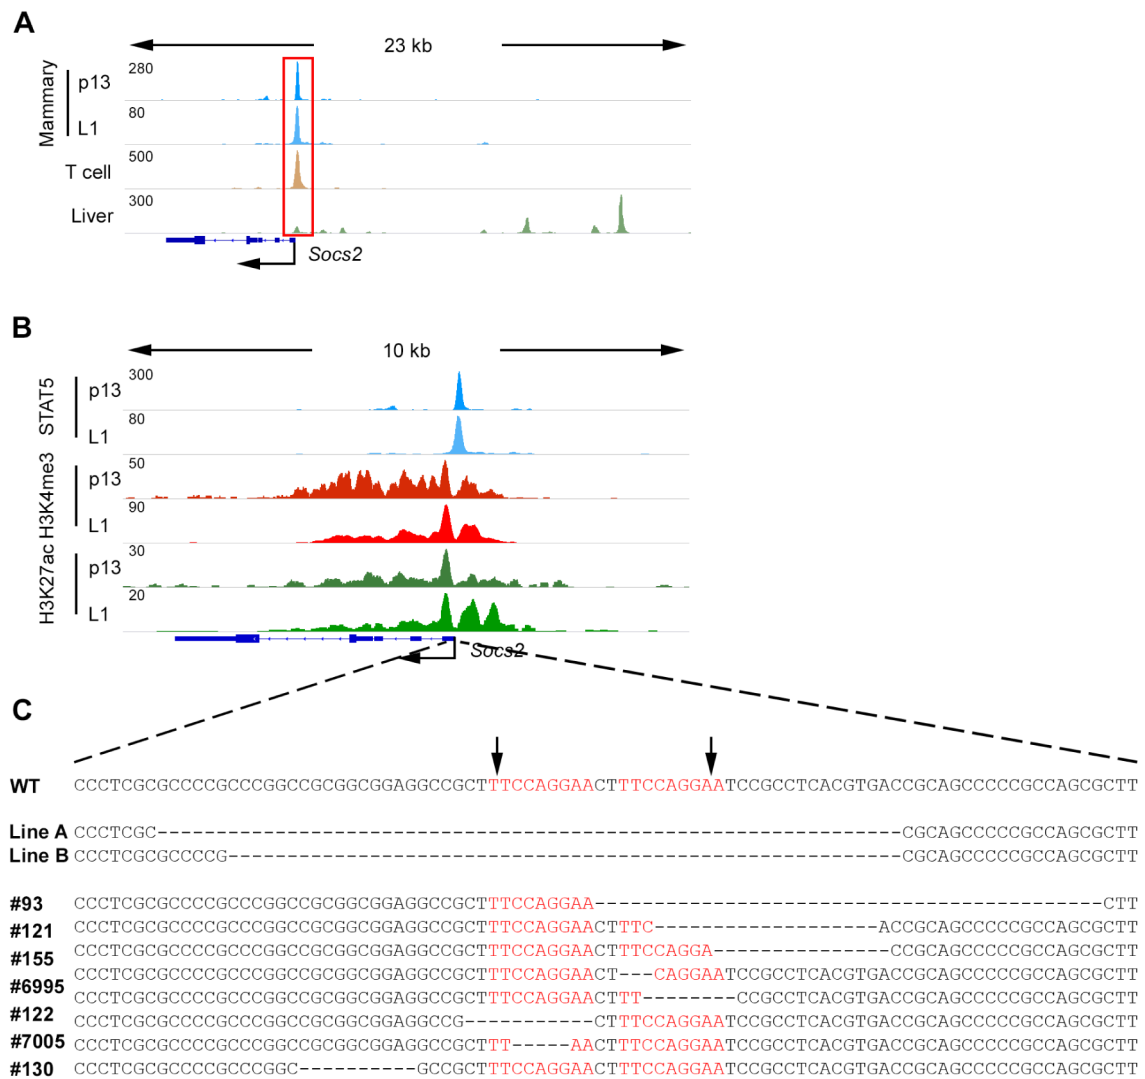 A
23 kb
Mammary
p13
280
L1
80
T cell
500
Liver
300
Socs2
B
10 kb
STAT5
p13
300
L1
80
H3K4me3
p13
50
L1
90
H3K27ac
p13
30
L1
20
Socs2
C
WT CCCTCGCGCCCCGCCCGGCCGCGGCGGAGGCCGCTTTCCAGGAACTTTCCAGGAATCCGCCTCACGTGACCGCAGCCCCCGCCAGCGCTT
Line A CCCTCGC---------------------------------------------------------------CGCAGCCCCCGCCAGCGCTT
Line B CCCTCGCGCCCCG---------------------------------------------------------CGCAGCCCCCGCCAGCGCTT
#93 CCCTCGCGCCCCGCCCGGCCGCGGCGGAGGCCGCTTTCCAGGAA-------------------------------------------CTT
#121 CCCTCGCGCCCCGCCCGGCCGCGGCGGAGGCCGCTTTCCAGGAACTTTC-------------------ACCGCAGCCCCCGCCAGCGCTT
#155 CCCTCGCGCCCCGCCCGGCCGCGGCGGAGGCCGCTTTCCAGGAACTTTCCAGGA---------------CCGCAGCCCCCGCCAGCGCTT
CCCTCGCGCCCCGCCCGGCCGCGGCGGAGGCCGCTTTCCAGGAACT---CAGGAATCCGCCTCACGTGACCGCAGCCCCCGCCAGCGCTT
#6995 CCCTCGCGCCCCGCCCGGCCGCGGCGGAGGCCGCTTTCCAGGAACTTT--------CCGCCTCACGTGACCGCAGCCCCCGCCAGCGCTT
#122 CCCTCGCGCCCCGCCCGGCCGCGGCGGAGGCCG-----------CTTTCCAGGAATCCGCCTCACGTGACCGCAGCCCCCGCCAGCGCTT
#7005 CCCTCGCGCCCCGCCCGGCCGCGGCGGAGGCCGCTTT-----AACTTTCCAGGAATCCGCCTCACGTGACCGCAGCCCCCGCCAGCGCTT
#130 CCCTCGCGCCCCGCCCGGC----------GCCGCTTTCCAGGAACTTTCCAGGAATCCGCCTCACGTGACCGCAGCCCCCGCCAGCGCTT